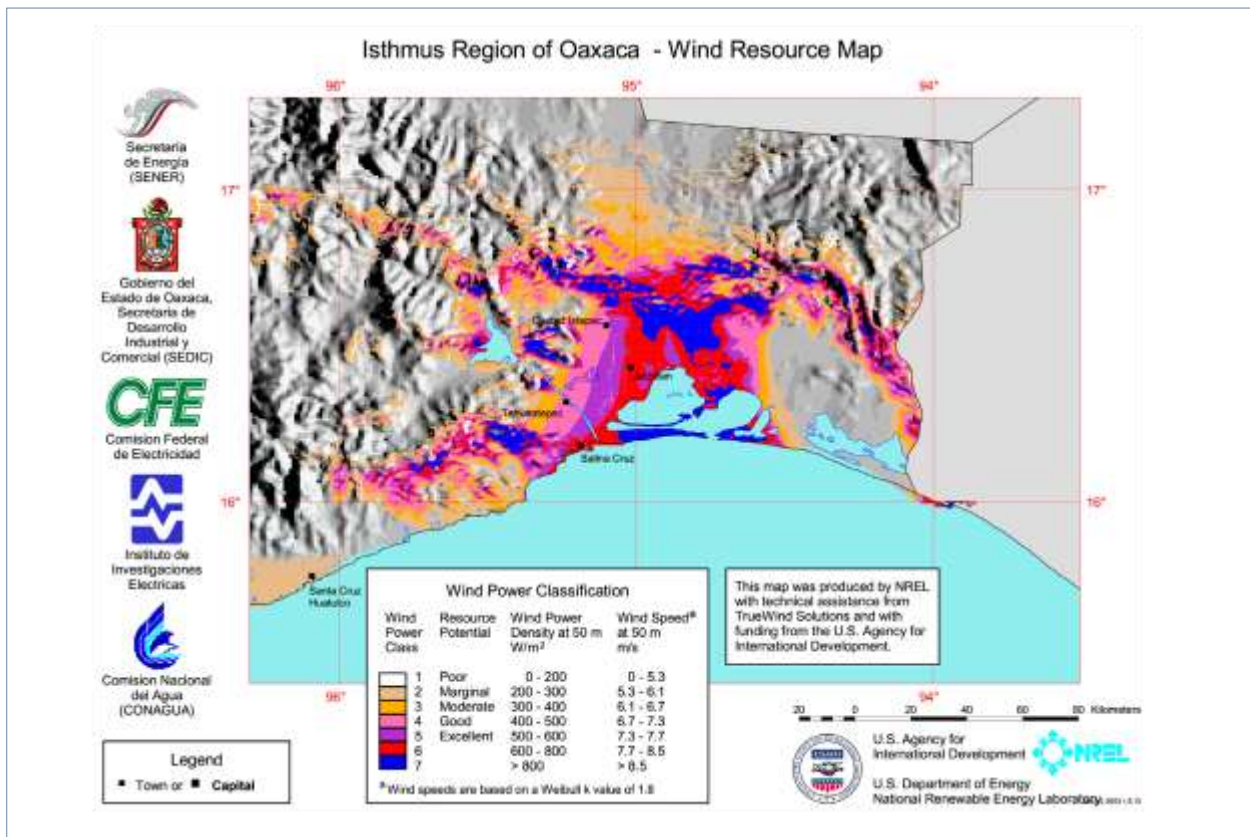 Isthmus Region of Oaxaca - Wind Resource Map
96°
95°
94°
Secretaria
de Energía
(SENER)
17°
17°
Gobierno del
Estado de Oaxaca,
Secretaria de
Desarrollo
Industrial y
Comercial (SEDIC)
Ciudad Ixtepec
CFE
Comision Federal
de Electricidad
Tehuantepec
Salina Cruz
16°
16°
Instituto de
Investigaciones
Electricas
Santa Cruz
Huatulco
Comision Nacional
del Agua
(CONAGUA)
Wind Power Classification
Wind Power Class Resource Potential Wind Power Density at 50 m W/m² Wind Speedᵃ at 50 m m/s
1 Poor 0 - 200 0 - 5.3
2 Marginal 200 - 300 5.3 - 6.1
3 Moderate 300 - 400 6.1 - 6.7
4 Good 400 - 500 6.7 - 7.3
5 Excellent 500 - 600 7.3 - 7.7
6 600 - 800 7.7 - 8.5
7 > 800 > 8.5
ᵃ Wind speeds are based on a Weibull k value of 1.8
This map was produced by NREL
with technical assistance from
TrueWind Solutions and with
funding from the U.S. Agency for
International Development.
96°
94°
20 0 20 40 60 80 Kilometers
Legend
Town or Capital
U.S. Agency for
International Development
NREL
U.S. Department of Energy
National Renewable Energy Laboratory